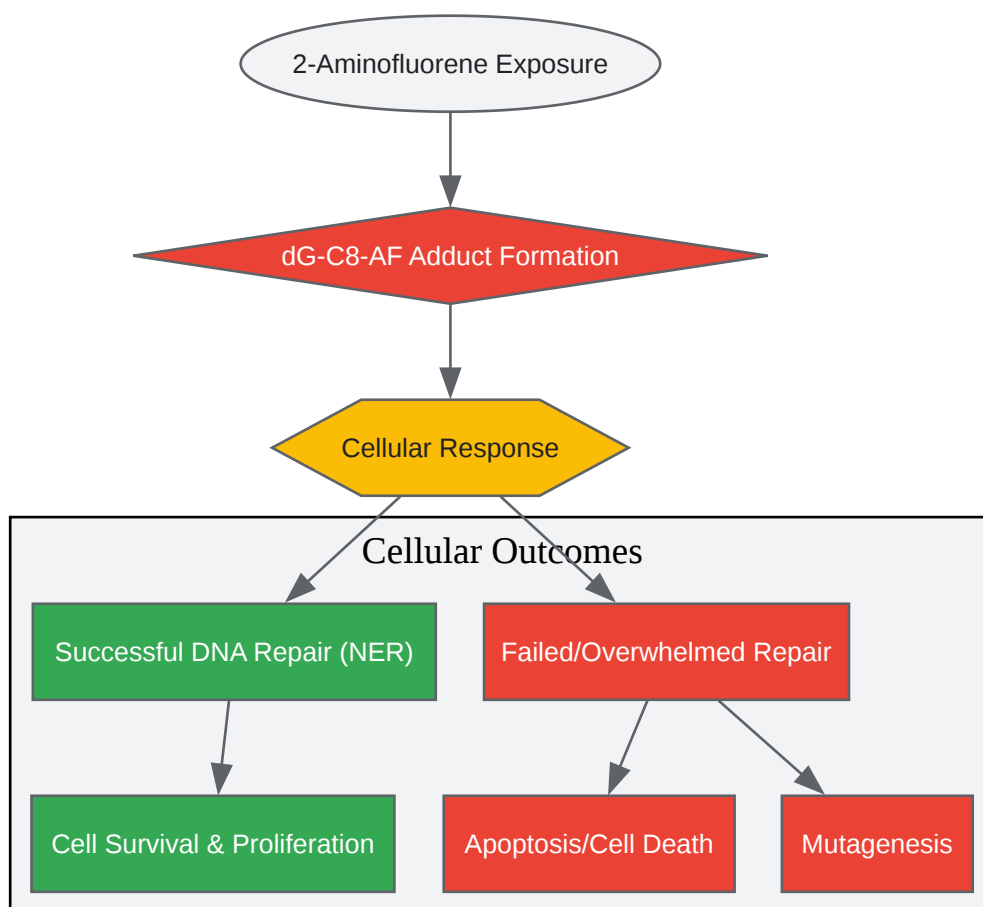 2-Aminofluorene Exposure
dG-C8-AF Adduct Formation
Cellular Response
Cellular Outcomes
Successful DNA Repair (NER)
Failed/Overwhelmed Repair
Cell Survival & Proliferation
Apoptosis/Cell Death
Mutagenesis